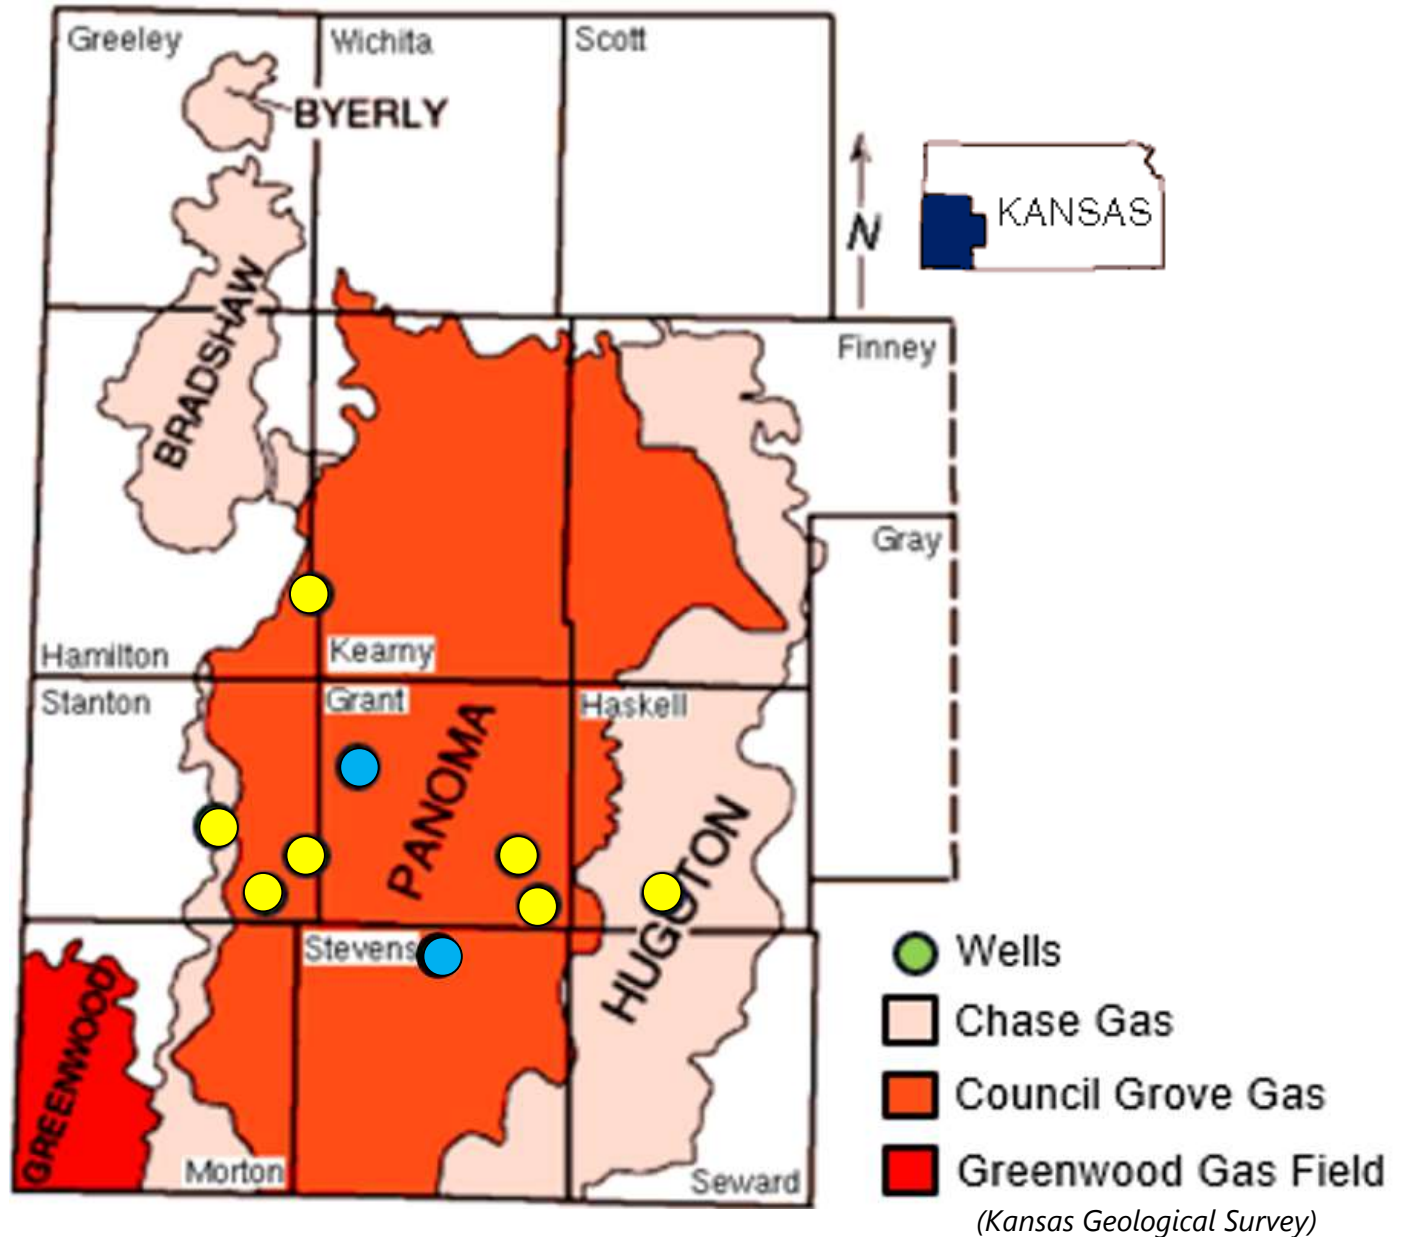 Greeley
Wichita
Scott
BYERLY
N
KANSAS
BRADSHAW
Finney
Gray
Hamilton
Kearny
Stanton
Grant
Haskell
PANOMA
HUGOTON
Stevens
GREENWOOD
Morton
Seward
Wells
Chase Gas
Council Grove Gas
Greenwood Gas Field
(Kansas Geological Survey)